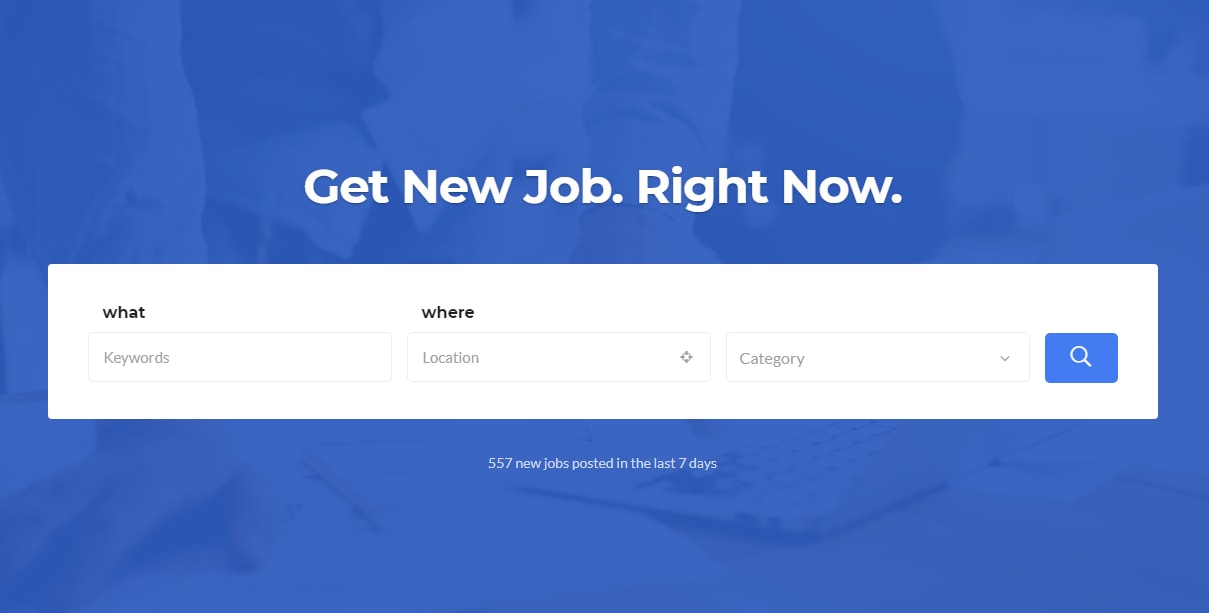 Get New Job. Right Now.
what where
Keywords Location Category
557 new jobs posted in the last 7 days